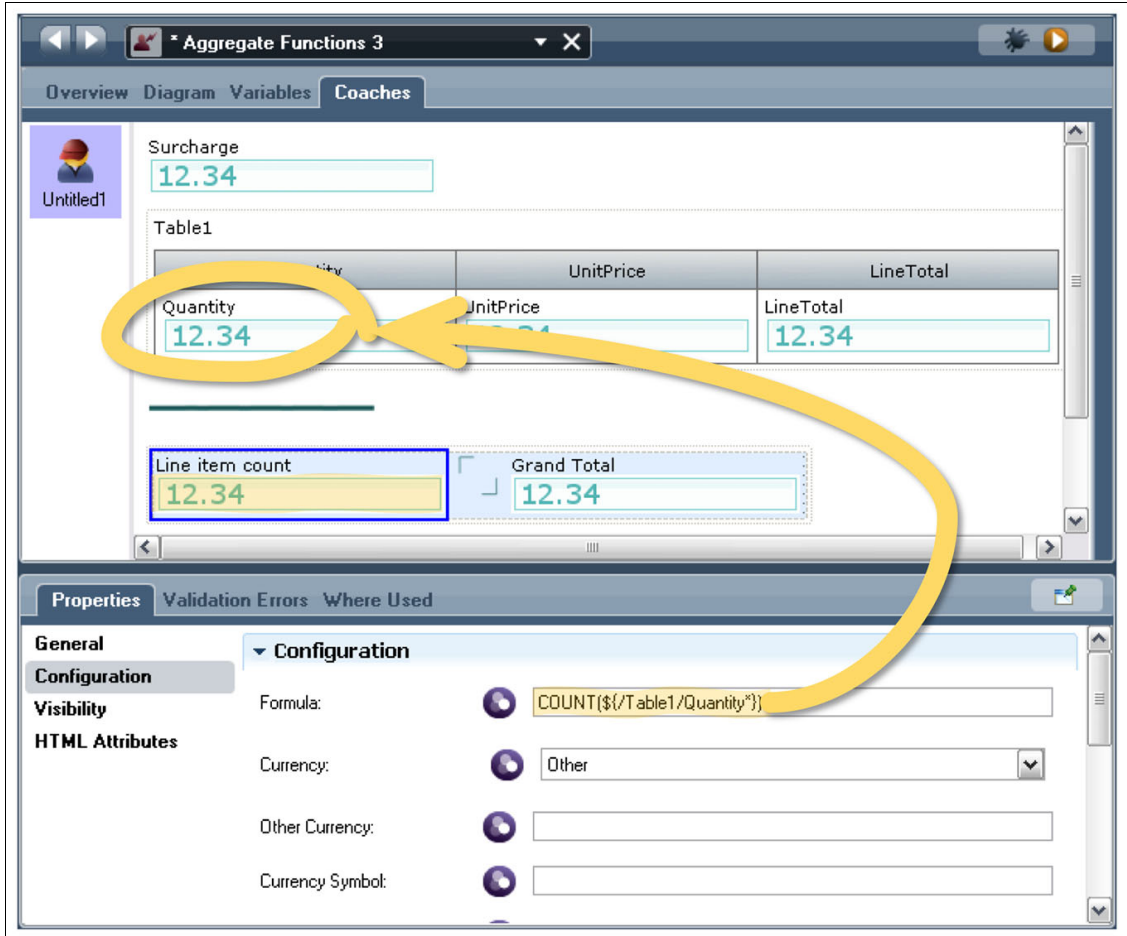 * Aggregate Functions 3
Overview Diagram Variables Coaches
Untitled1
Surcharge
12.34
Table1
UnitPrice LineTotal
Quantity UnitPrice LineTotal
12.34 12.34
Line item count Grand Total
12.34 12.34
Properties Validation Errors Where Used
General
Configuration
Visibility
HTML Attributes
Configuration
Formula: COUNT(${/Table1/Quantity*})
Currency: Other
Other Currency:
Currency Symbol: